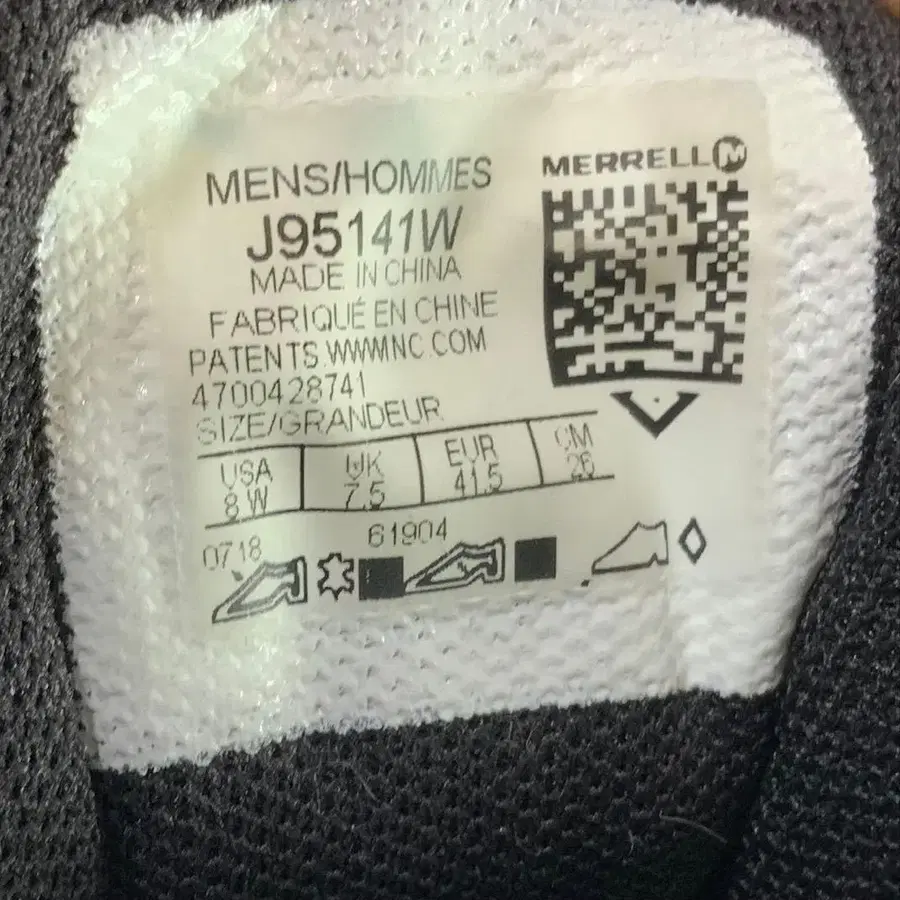 MENS/HOMMES
J95141W
MADE IN CHINA
FABRIQUÉ EN CHINE
PATENTS.WWWMNC.COM
4700428741
SIZE/GRANDEUR
USA UK EUR CM
8 W 7.5 41.5 26
0718 61904
MERRELL M